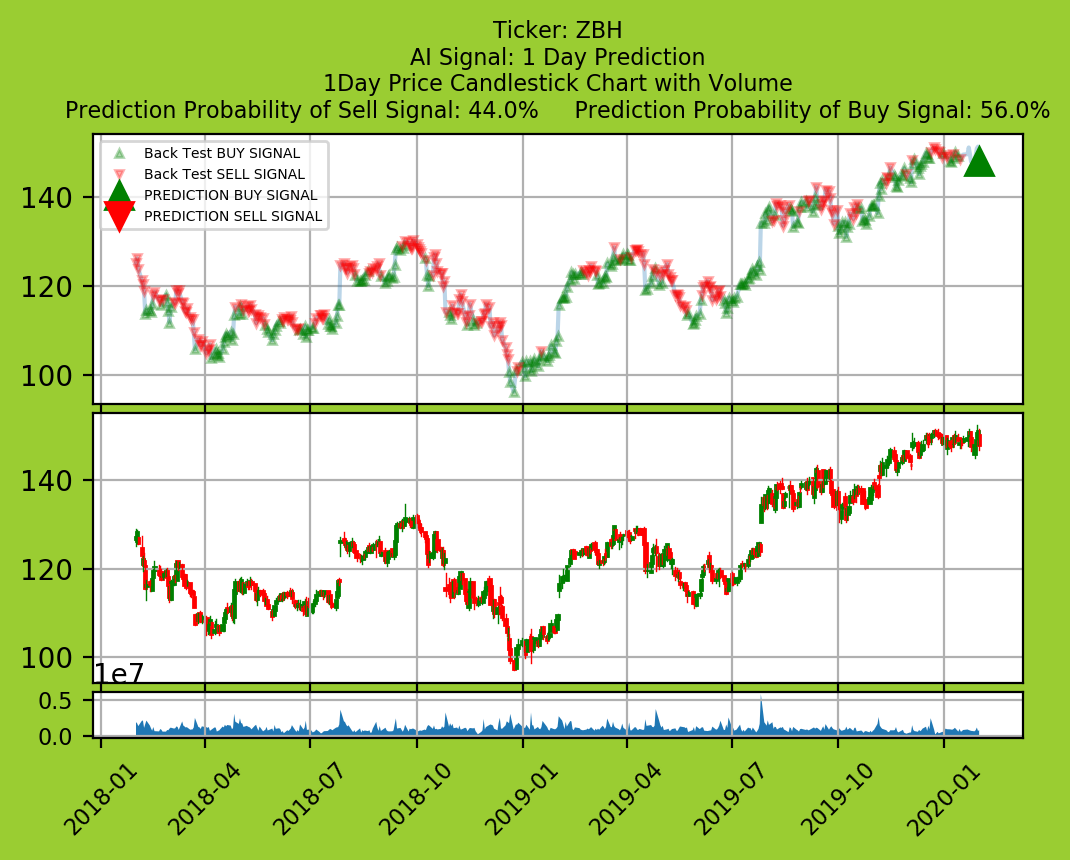 Ticker: ZBH
AI Signal: 1 Day Prediction
1Day Price Candlestick Chart with Volume
Prediction Probability of Sell Signal: 44.0% Prediction Probability of Buy Signal: 56.0%
Back Test BUY SIGNAL
Back Test SELL SIGNAL
PREDICTION BUY SIGNAL
PREDICTION SELL SIGNAL
140
120
100
140
120
100
1e7
0.5
0.0
2018-01
2018-04
2018-07
2018-10
2019-01
2019-04
2019-07
2019-10
2020-01